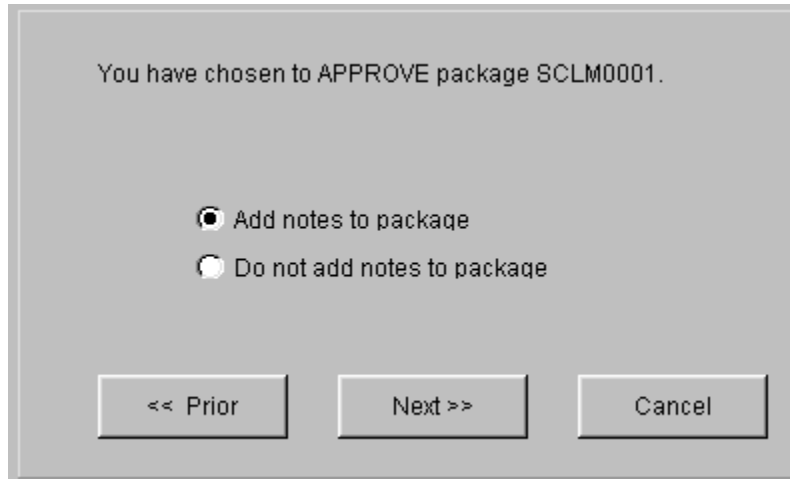 You have chosen to APPROVE package SCLM0001.
Add notes to package
Do not add notes to package
<< Prior
Next >>
Cancel